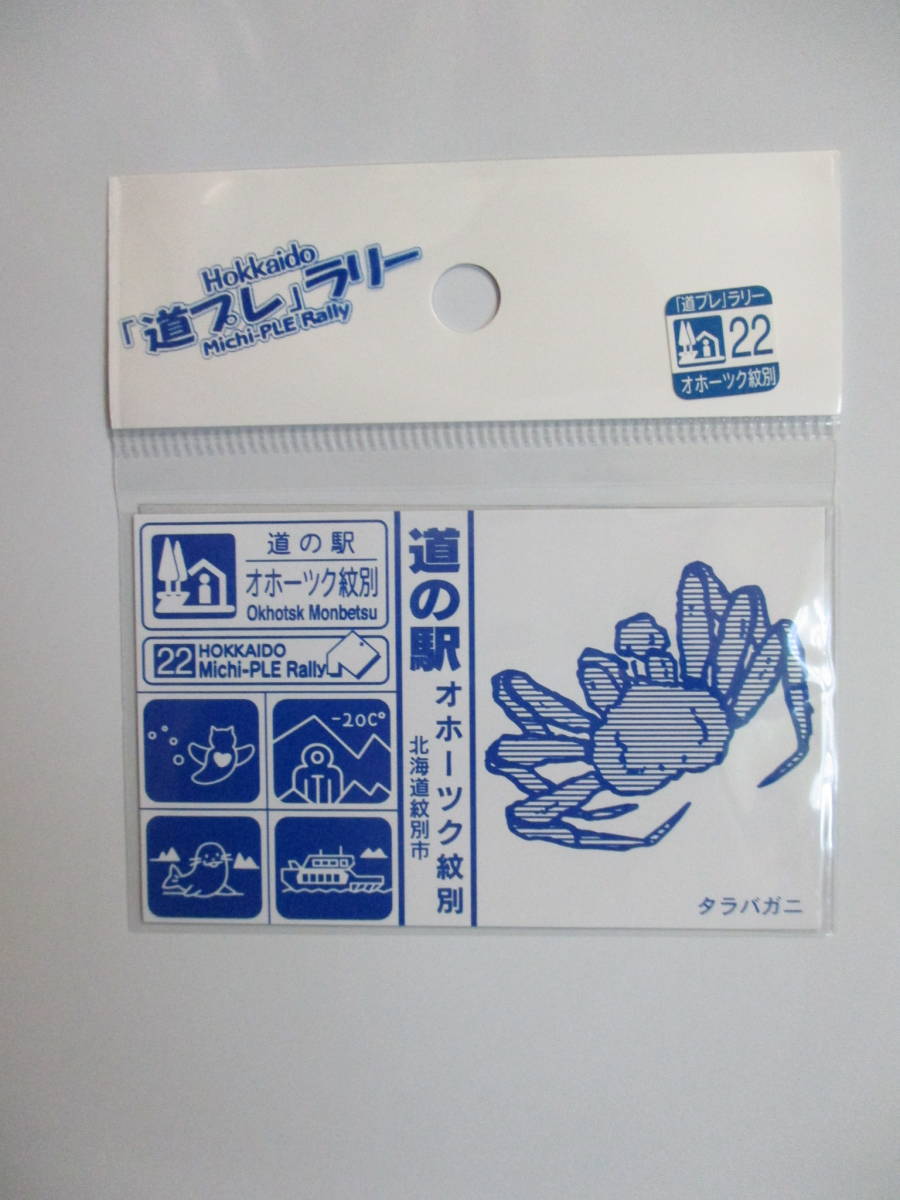 Hokkaido
「道プレ」ラリー
Michi-PLE Rally
「道プレ」ラリー
22
オホーツク紋別
道の駅
オホーツク紋別
Okhotsk Monbetsu
22 HOKKAIDO
Michi-PLE Rally
-20C°
道の駅 オホーツク紋別
北海道紋別市
タラバガニ